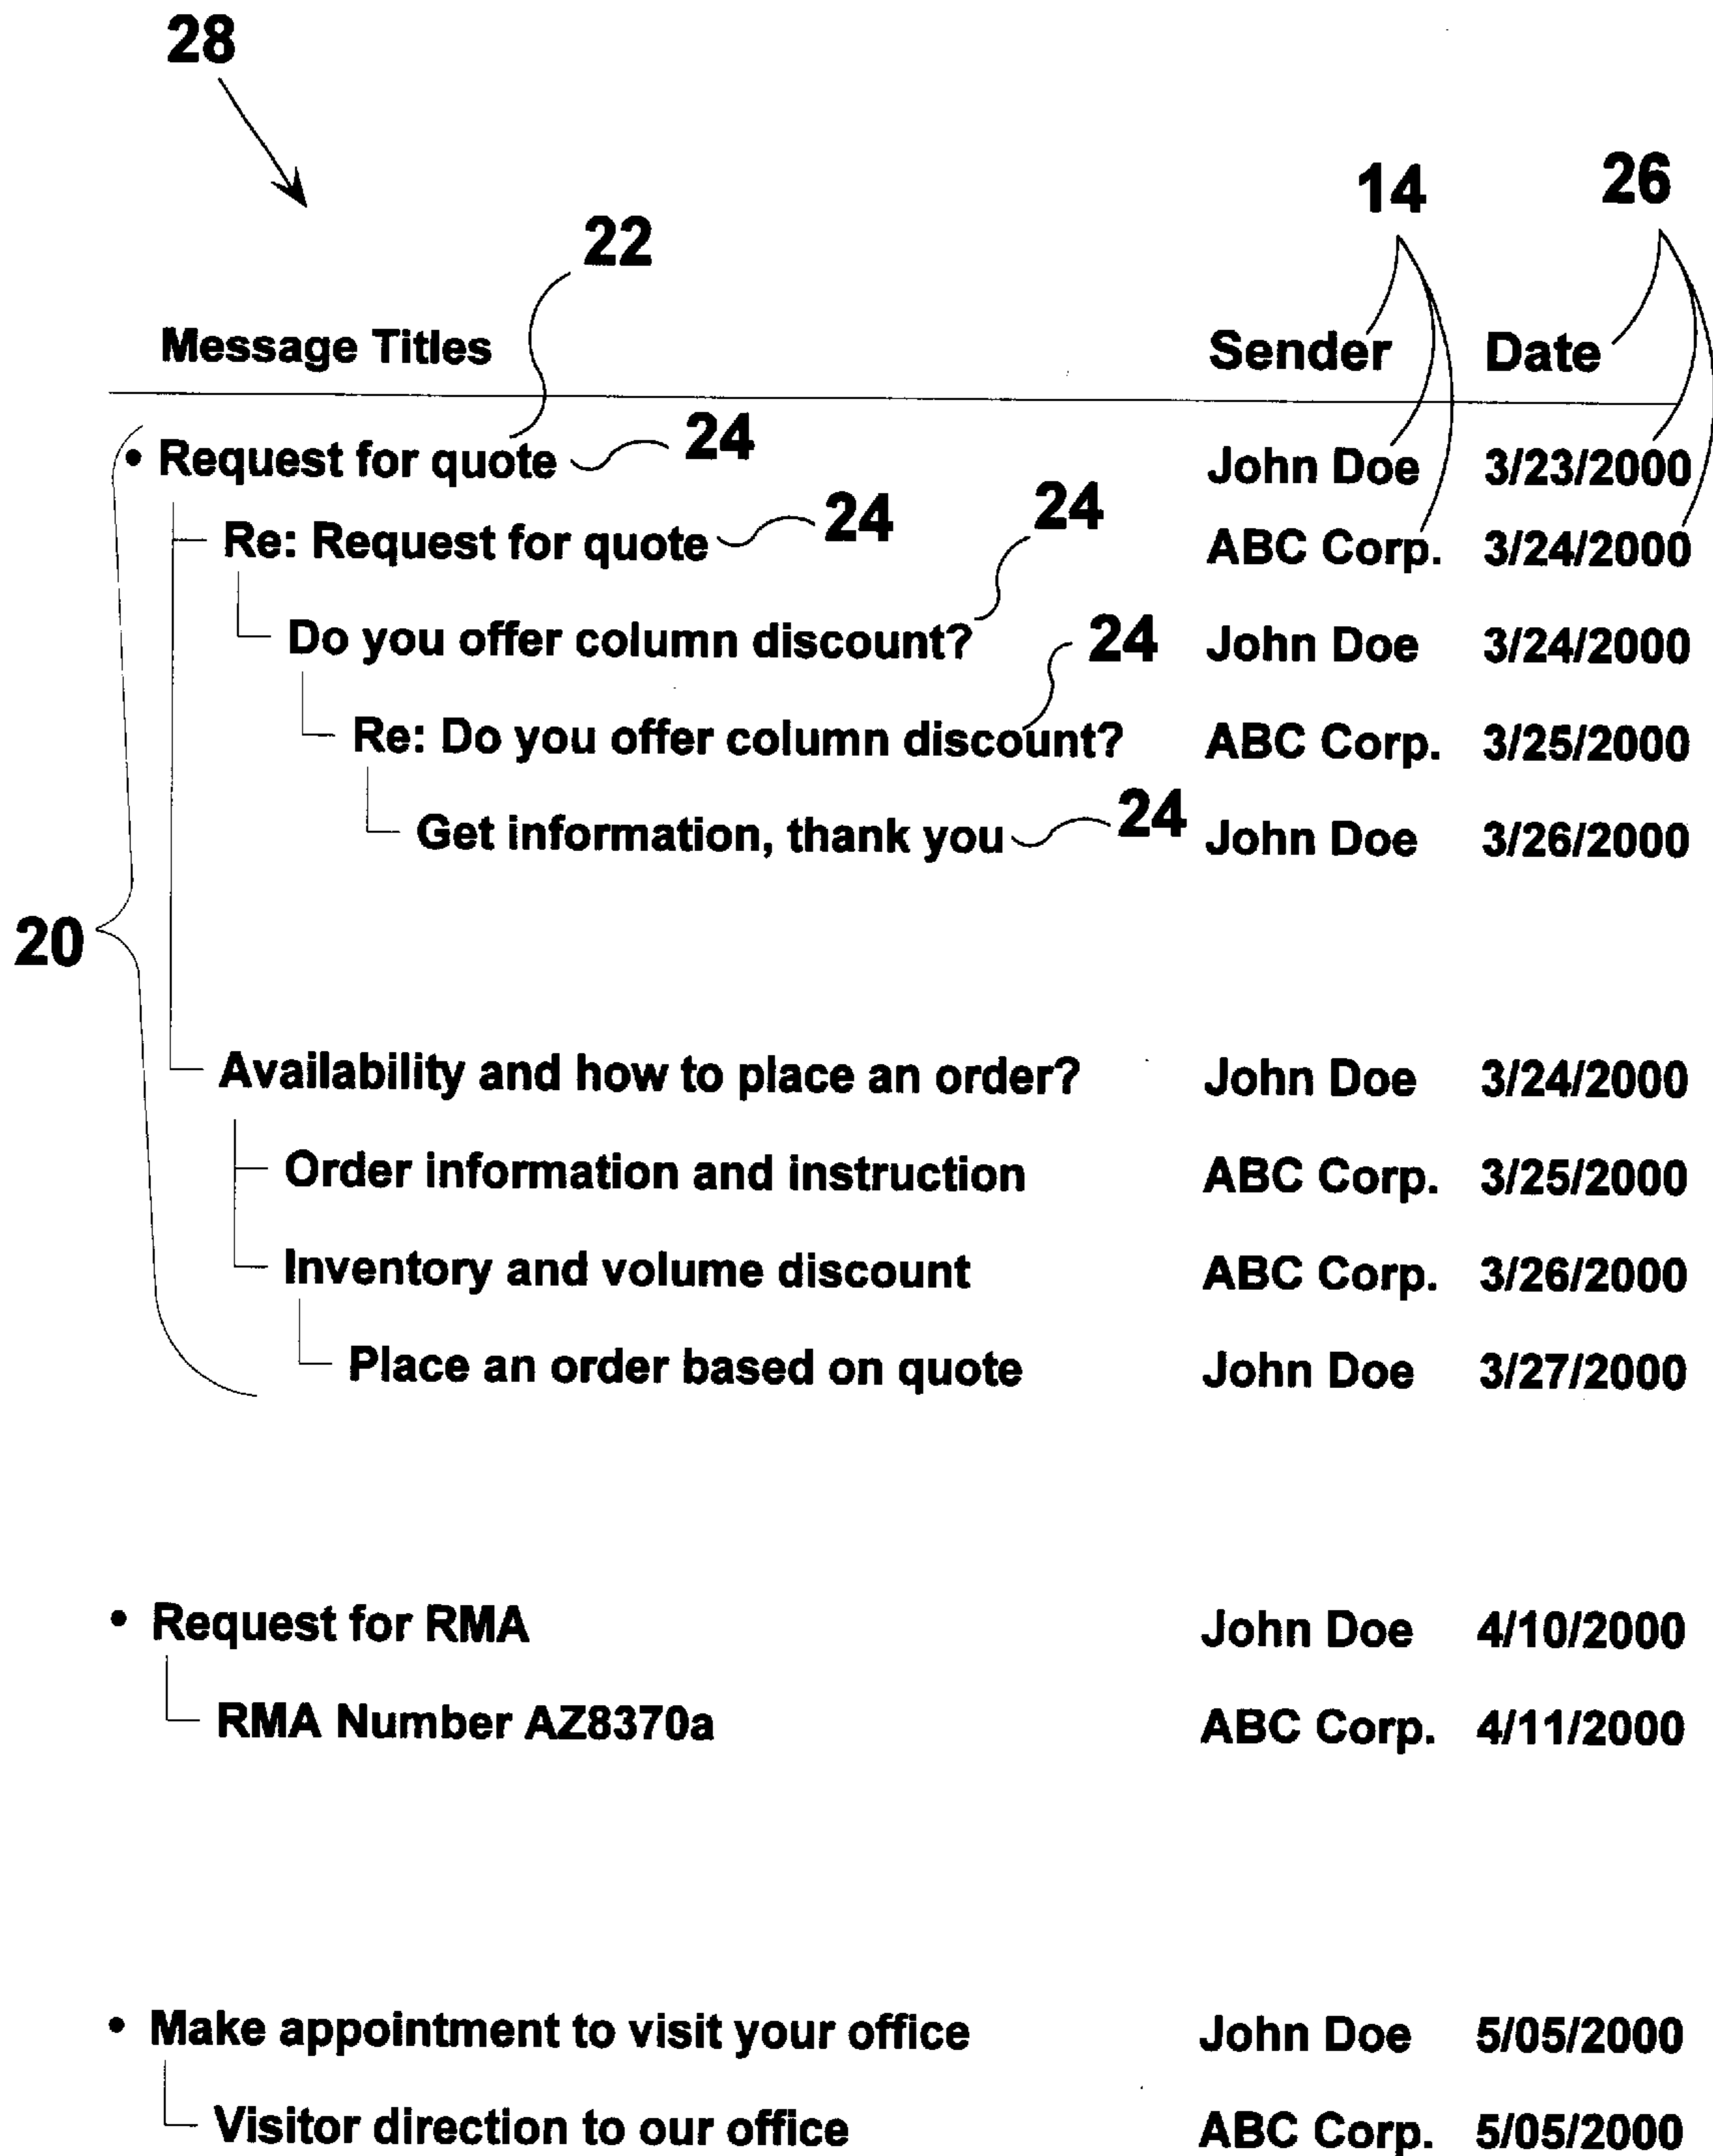 28
14 26
22
Message Titles Sender Date
• Request for quote 24 John Doe 3/23/2000
Re: Request for quote 24 24 ABC Corp. 3/24/2000
Do you offer column discount? 24 John Doe 3/24/2000
Re: Do you offer column discount? ABC Corp. 3/25/2000
Get information, thank you 24 John Doe 3/26/2000
20
Availability and how to place an order? John Doe 3/24/2000
Order information and instruction ABC Corp. 3/25/2000
Inventory and volume discount ABC Corp. 3/26/2000
Place an order based on quote John Doe 3/27/2000
• Request for RMA John Doe 4/10/2000
RMA Number AZ8370a ABC Corp. 4/11/2000
• Make appointment to visit your office John Doe 5/05/2000
Visitor direction to our office ABC Corp. 5/05/2000